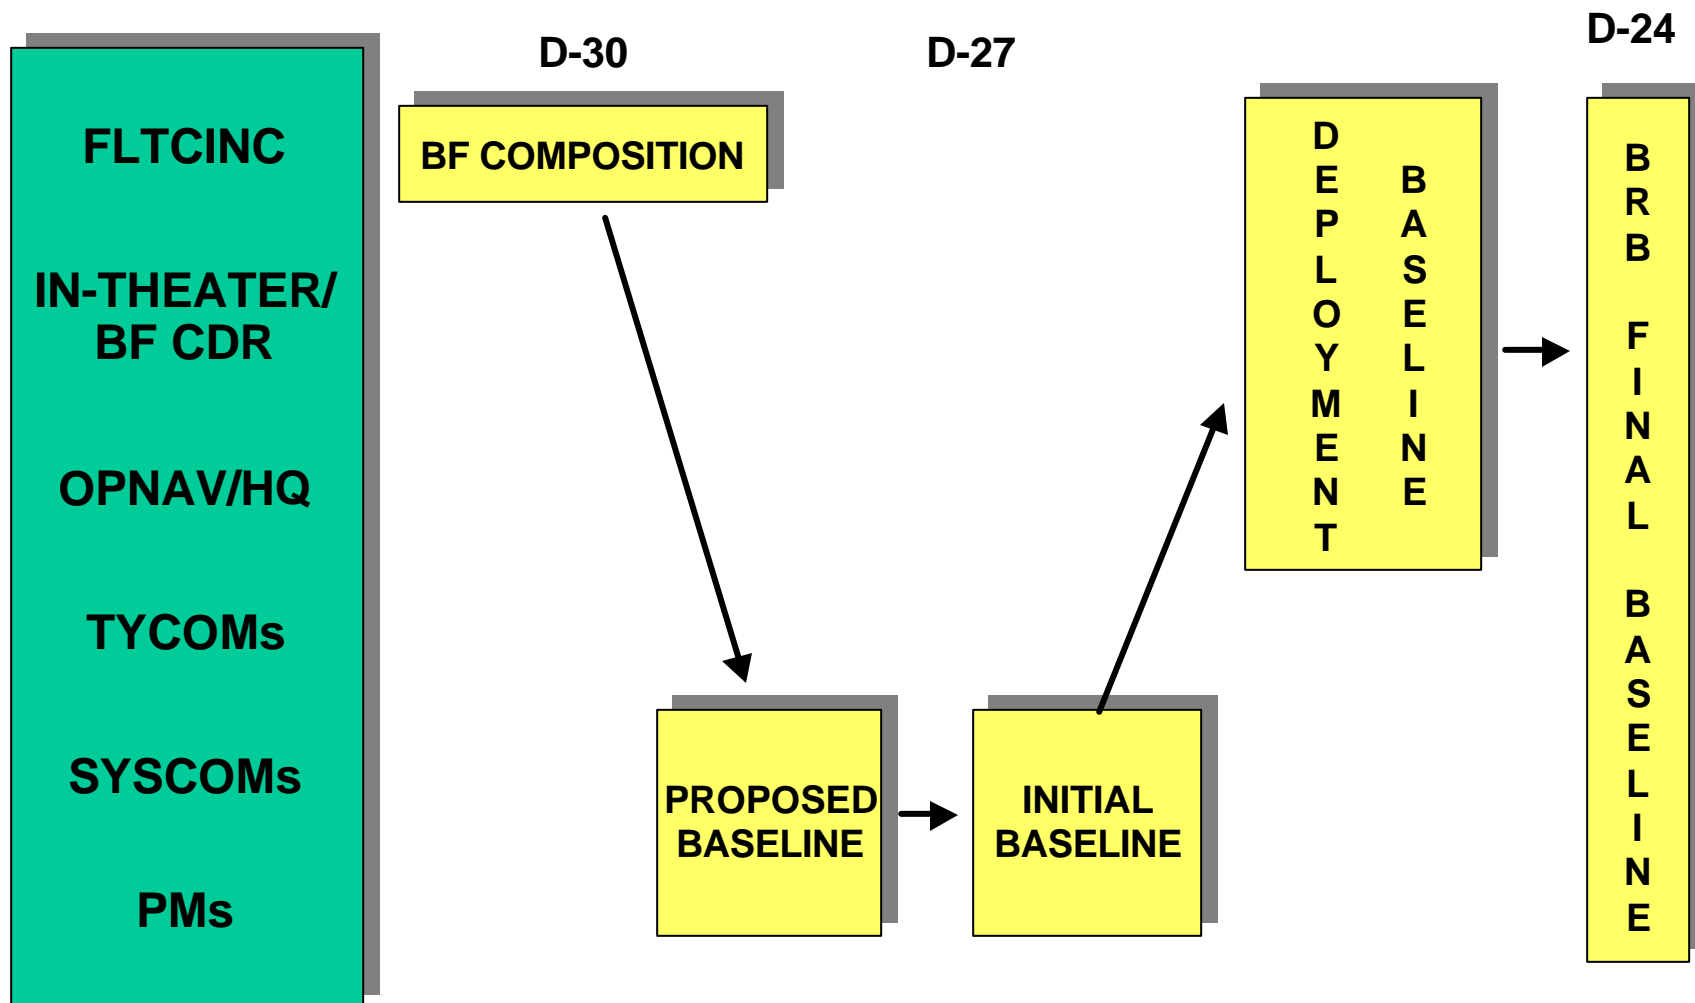 D-30
D-27
D-24
FLTCINC
IN-THEATER/
BF CDR
OPNAV/HQ
TYCOMs
SYSCOMs
PMs
BF COMPOSITION
PROPOSED
BASELINE
INITIAL
BASELINE
DEPLOYMENT
BASELINE
BRB FINAL BASELINE